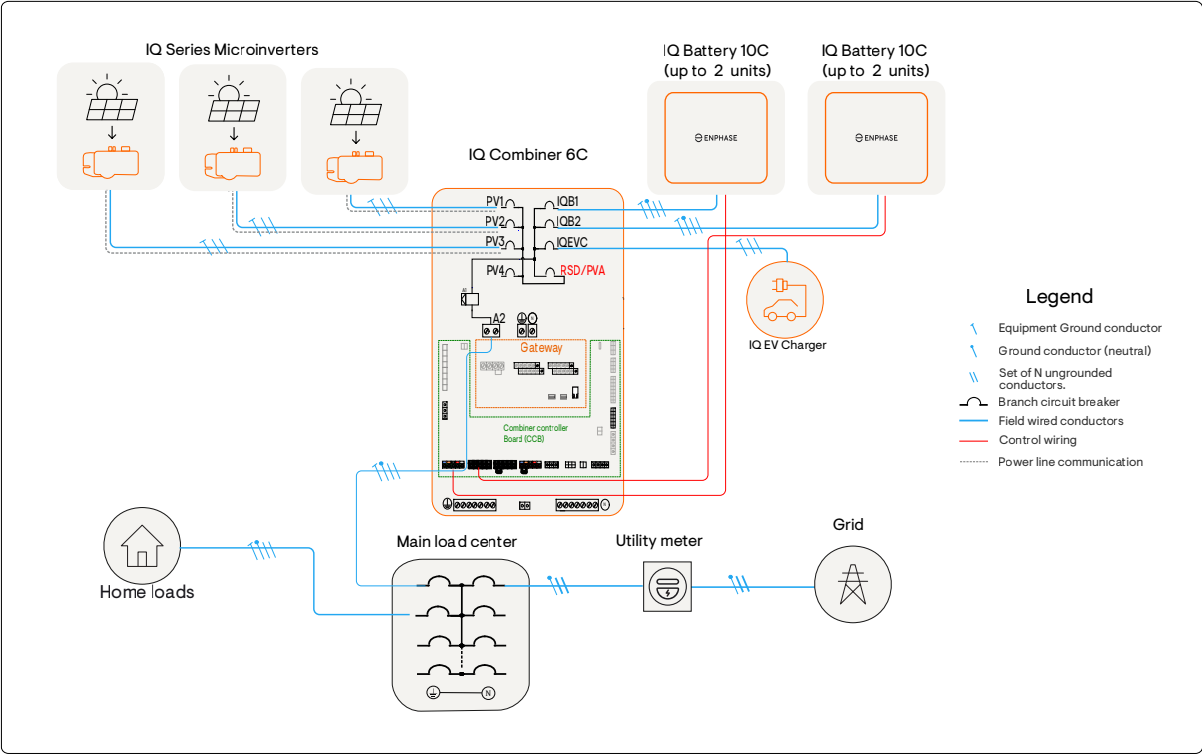 IQ Series Microinverters
IQ Battery 10C
(up to 2 units)
IQ Battery 10C
(up to 2 units)
ENPHASE
ENPHASE
IQ Combiner 6C
PV1
IQB1
PV2
IQB2
PV3
IQEVC
PV4
RSD/PVA
A2
N
Gateway
Combiner controller
Board (CCB)
IQ EV Charger
Legend
Equipment Ground conductor
Ground conductor (neutral)
Set of N ungrounded
conductors.
Branch circuit breaker
Field wired conductors
Control wiring
Power line communication
Home loads
Main load center
Utility meter
Grid
N